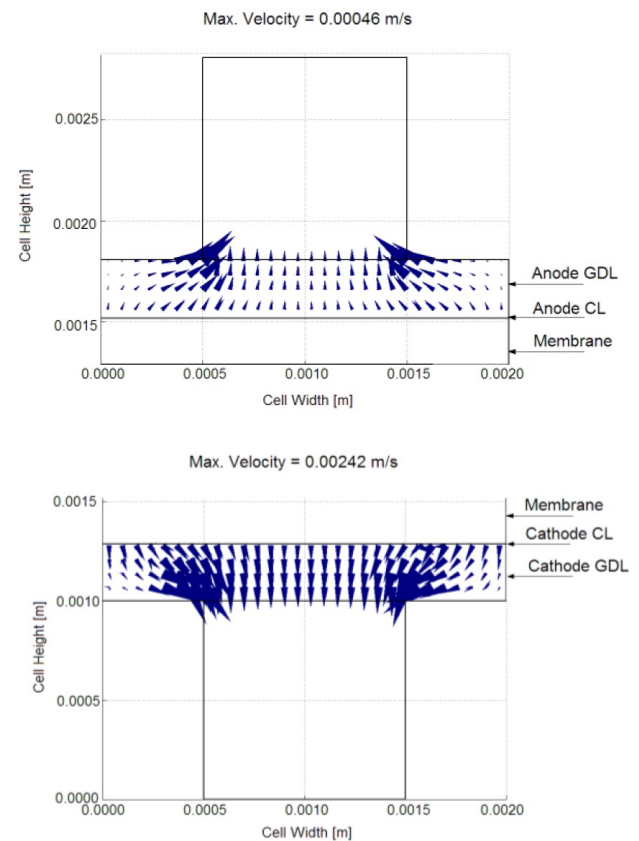 Max. Velocity = 0.00046 m/s
0.0025
0.0020
0.0015
Cell Height [m]
Anode GDL
Anode CL
Membrane
0.0000 0.0005 0.0010 0.0015 0.0020
Cell Width [m]
Max. Velocity = 0.00242 m/s
0.0015
0.0010
0.0005
0.0000
Cell Height [m]
Membrane
Cathode CL
Cathode GDL
0.0000 0.0005 0.0010 0.0015 0.0020
Cell Width [m]